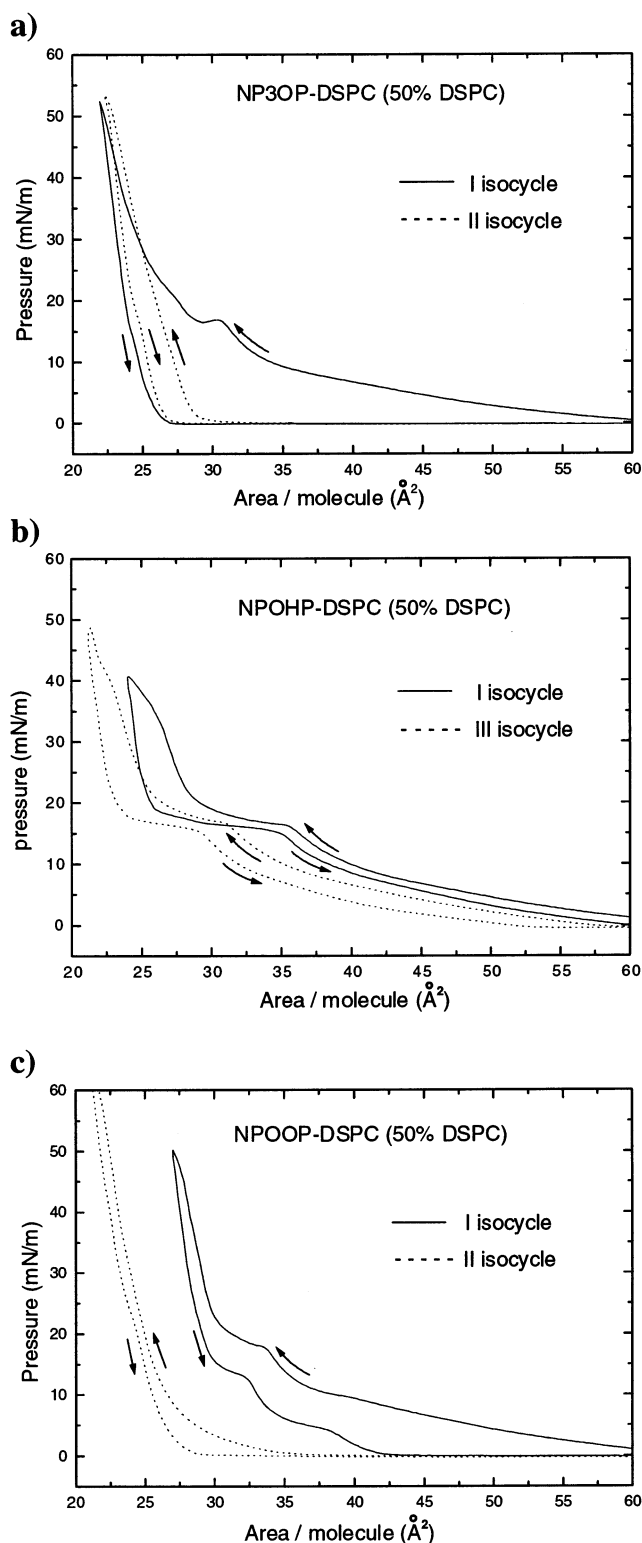 a)
60
50
40
30
20
10
0
Pressure (mN/m)
NP3OP-DSPC (50% DSPC)
I isocycle
II isocycle
20 25 30 35 40 45 50 55 60
Area / molecule (Å²)
b)
60
50
40
30
20
10
0
pressure (mN/m)
NPOHP-DSPC (50% DSPC)
I isocycle
III isocycle
20 25 30 35 40 45 50 55 60
Area / molecule (Å²)
c)
60
50
40
30
20
10
0
Pressure (mN/m)
NPOOP-DSPC (50% DSPC)
I isocycle
II isocycle
20 25 30 35 40 45 50 55 60
Area / molecule (Å²)